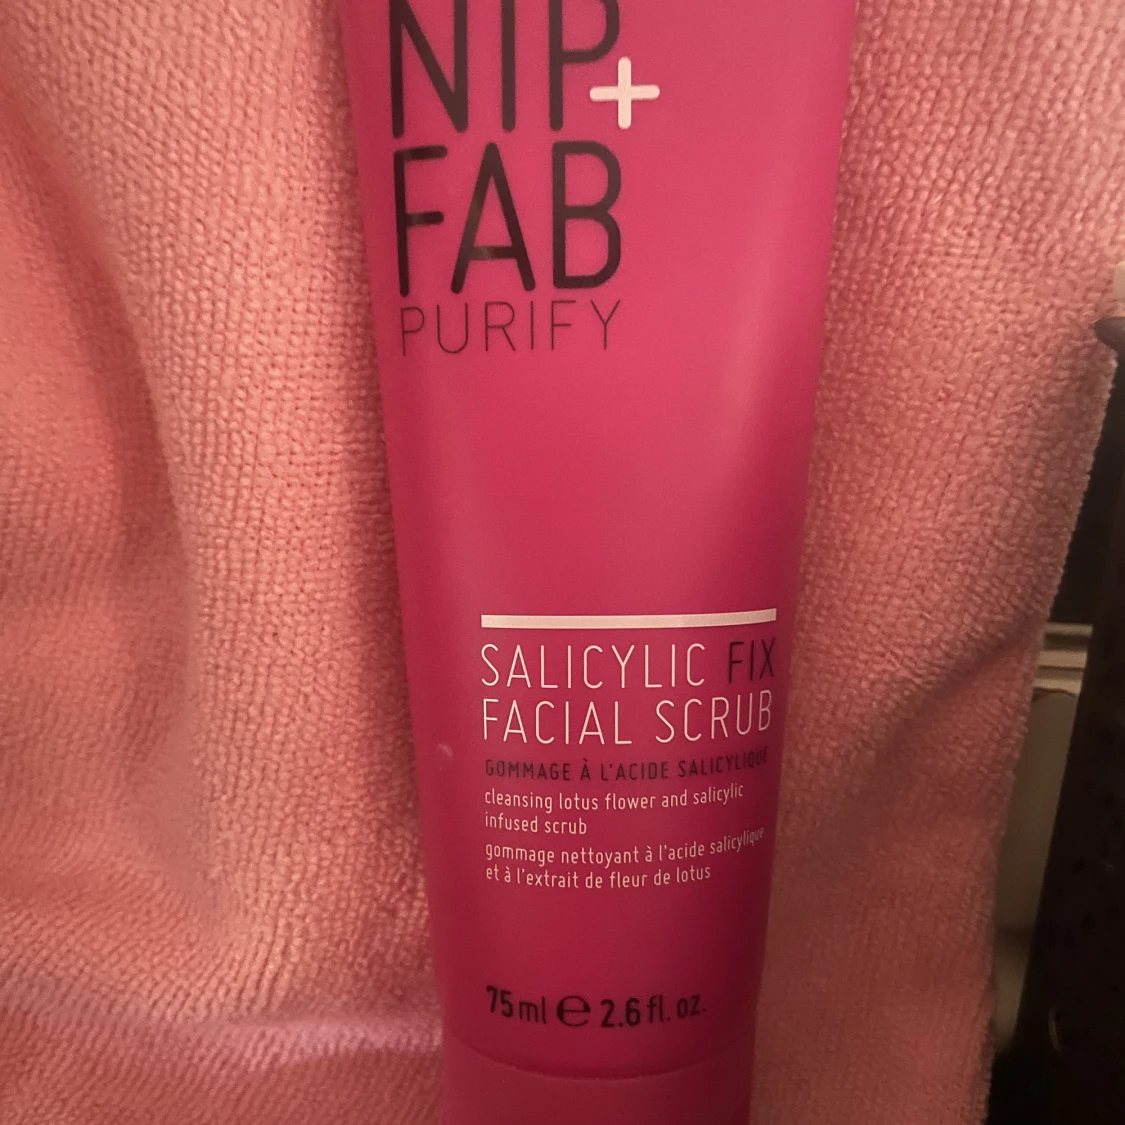 NIP+
FAB
PURIFY
SALICYLIC FIX
FACIAL SCRUB
GOMMAGE À L'ACIDE SALICYLIQUE
cleansing lotus flower and salicylic
infused scrub
gommage nettoyant à l'acide salicylique
et à l'extrait de fleur de lotus
75ml ℮ 2.6 fl. oz.